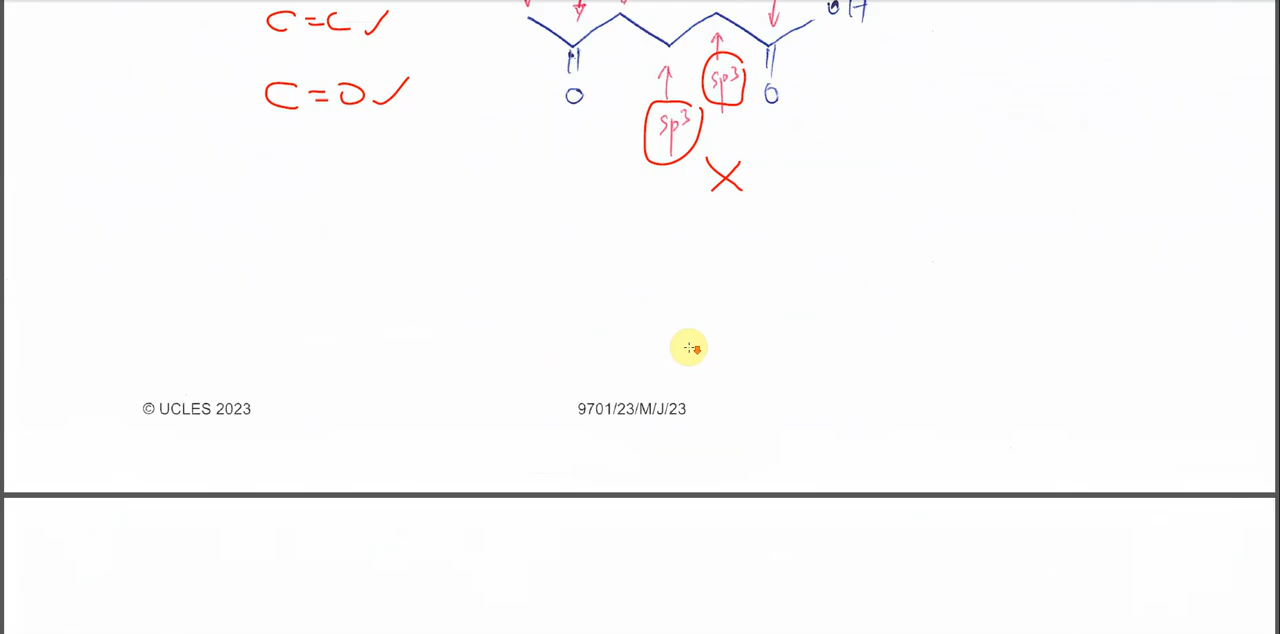 OH
C=C ✓
C=O ✓
O
sp³
O
sp³
X
© UCLES 2023
9701/23/M/J/23